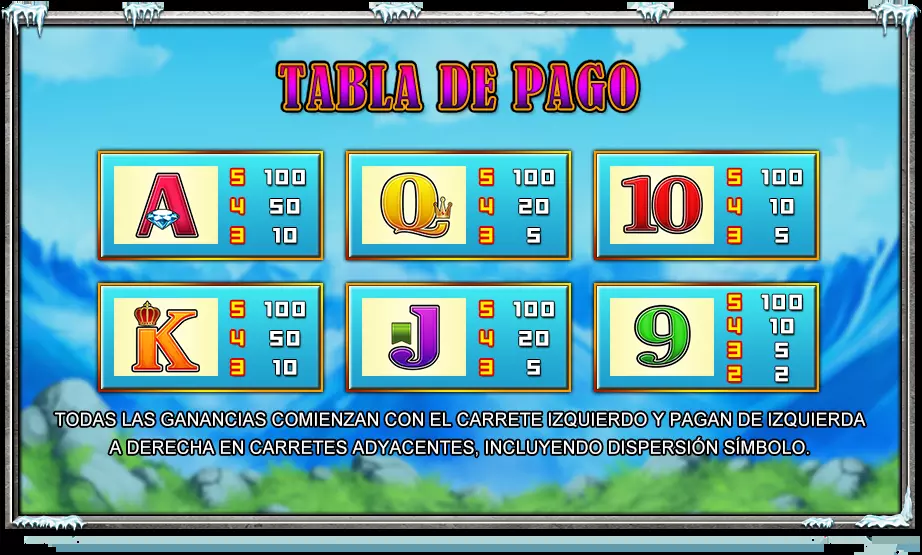 TABLA DE PAGO
A 5 100
4 50
3 10
Q 5 100
4 20
3 5
10 5 100
4 10
3 5
K 5 100
4 50
3 10
J 5 100
4 20
3 5
9 5 100
4 10
3 5
2 2
TODAS LAS GANANCIAS COMIENZAN CON EL CARRETE IZQUIERDO Y PAGAN DE IZQUIERDA
A DERECHA EN CARRETES ADYACENTES, INCLUYENDO DISPERSIÓN SÍMBOLO.